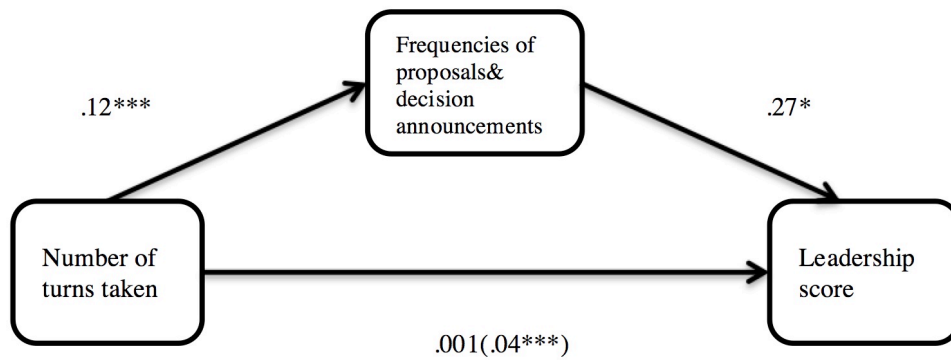 Frequencies of
proposals&
decision
announcements
.12***
.27*
Number of
turns taken
Leadership
score
.001(.04***)